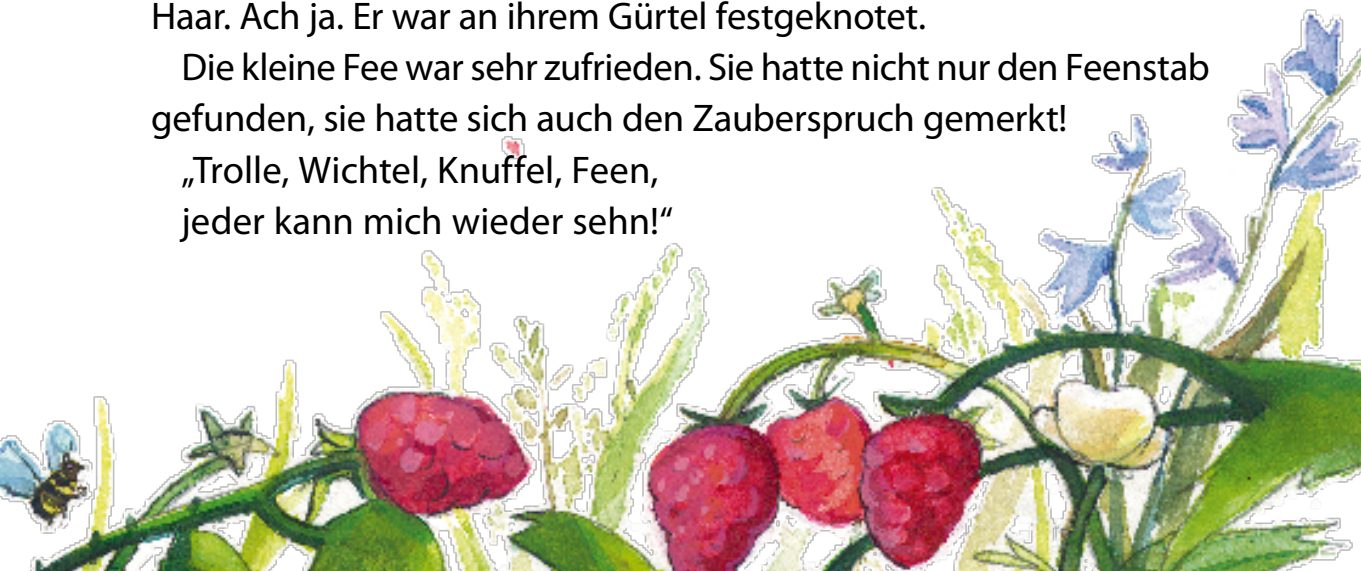 Haar. Ach ja. Er war an ihrem Gürtel festgeknotet.
Die kleine Fee war sehr zufrieden. Sie hatte nicht nur den Feenstab
gefunden, sie hatte sich auch den Zauberspruch gemerkt!
„Trolle, Wichtel, Knuffel, Feen,
jeder kann mich wieder sehn!“